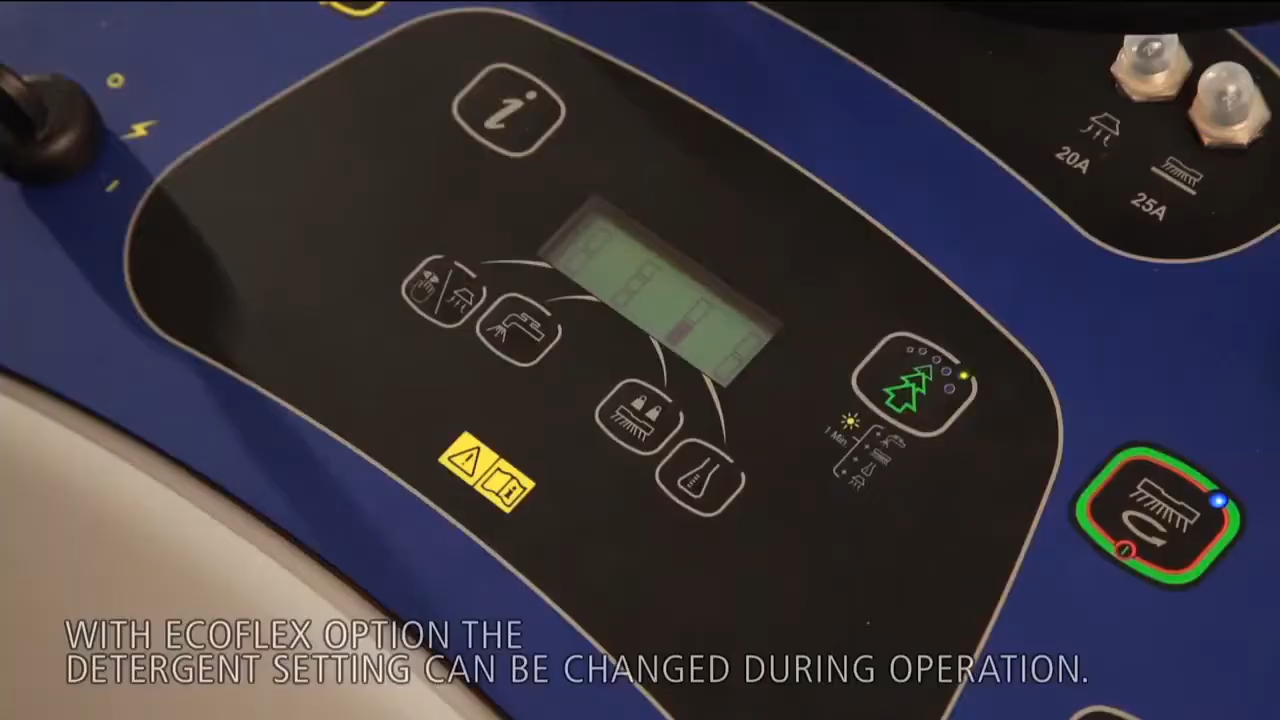 i
20A
25A
1 Min
WITH ECOFLEX OPTION THE
DETERGENT SETTING CAN BE CHANGED DURING OPERATION.